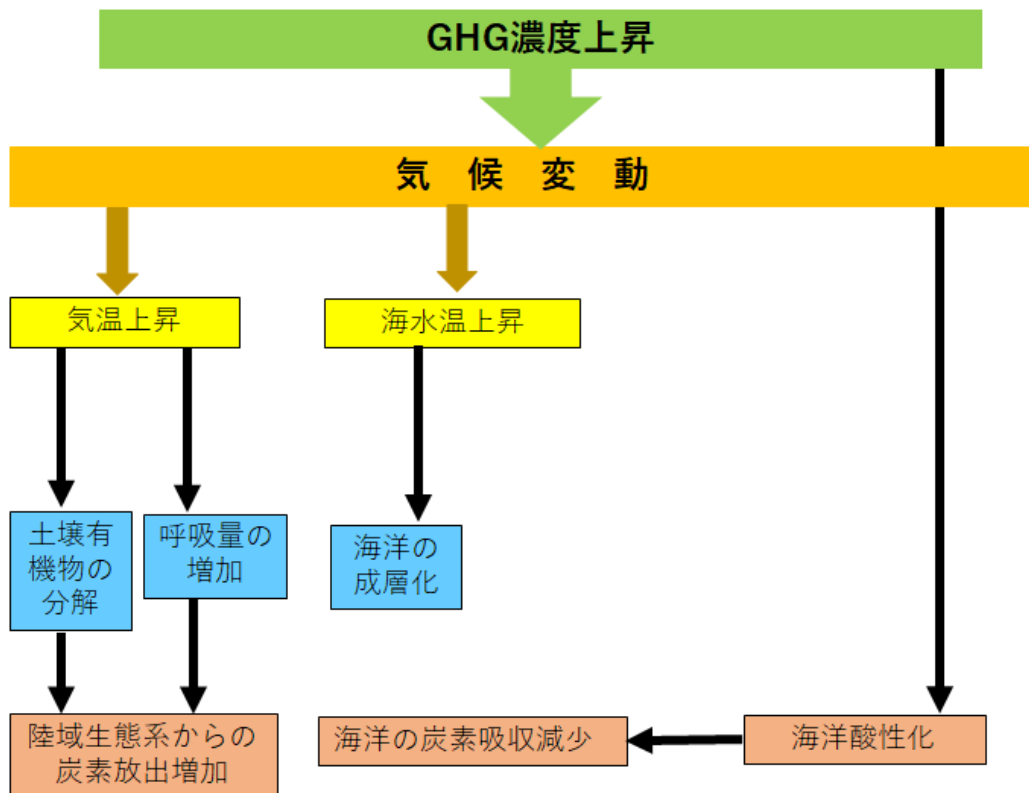 GHG濃度上昇
気 候 変 動
気温上昇
海水温上昇
土壌有
機物の
分解
呼吸量の
増加
海洋の
成層化
陸域生態系からの
炭素放出増加
海洋の炭素吸収減少
海洋酸性化